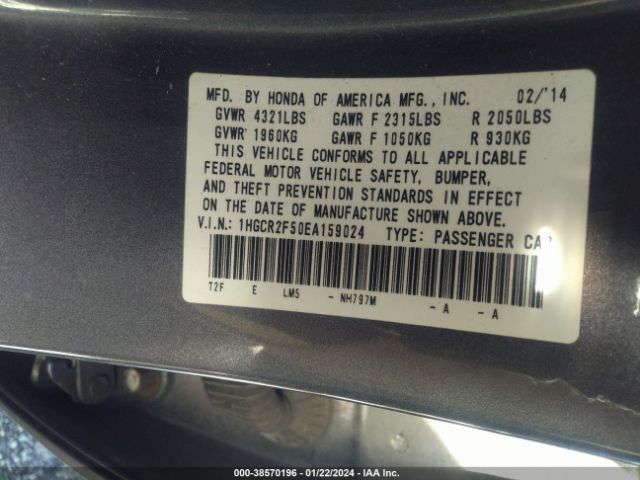 MFD. BY HONDA OF AMERICA MFG., INC. 02/'14
GVWR 4321LBS GAWR F 2315LBS R 2050LBS
GVWR 1960KG GAWR F 1050KG R 930KG
THIS VEHICLE CONFORMS TO ALL APPLICABLE
FEDERAL MOTOR VEHICLE SAFETY, BUMPER,
AND THEFT PREVENTION STANDARDS IN EFFECT
ON THE DATE OF MANUFACTURE SHOWN ABOVE.
V.I.N.: 1HGCR2F50EA159024 TYPE: PASSENGER CAR
T2F E LM5 - NH797M - A - A
000-38570196 - 01/22/2024 - IAA Inc.